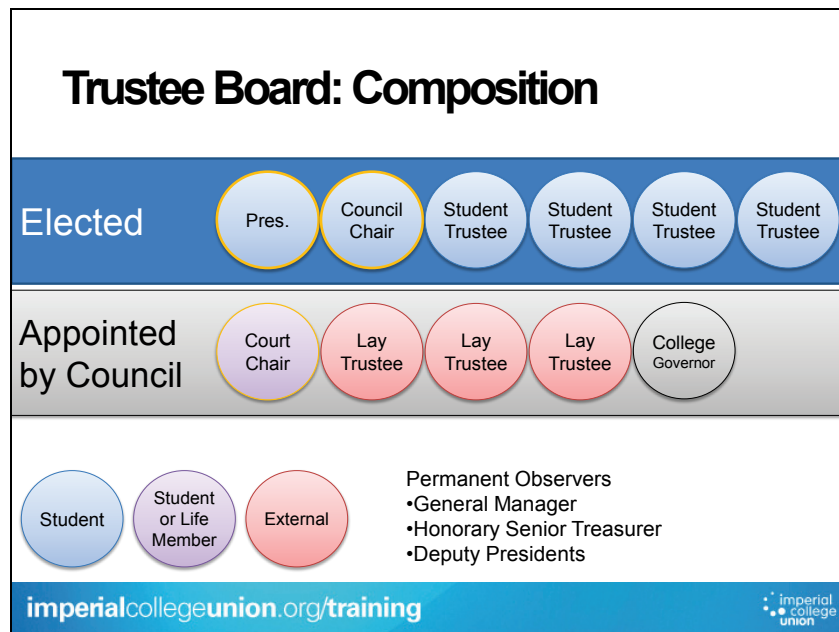 Trustee Board: Composition
Elected
Pres.
Council
Chair
Student
Trustee
Student
Trustee
Student
Trustee
Student
Trustee
Appointed
by Council
Court
Chair
Lay
Trustee
Lay
Trustee
Lay
Trustee
College
Governor
Student
Student
or Life
Member
External
Permanent Observers
•General Manager
•Honorary Senior Treasurer
•Deputy Presidents
imperialcollegeunion.org/training
imperial
college
union